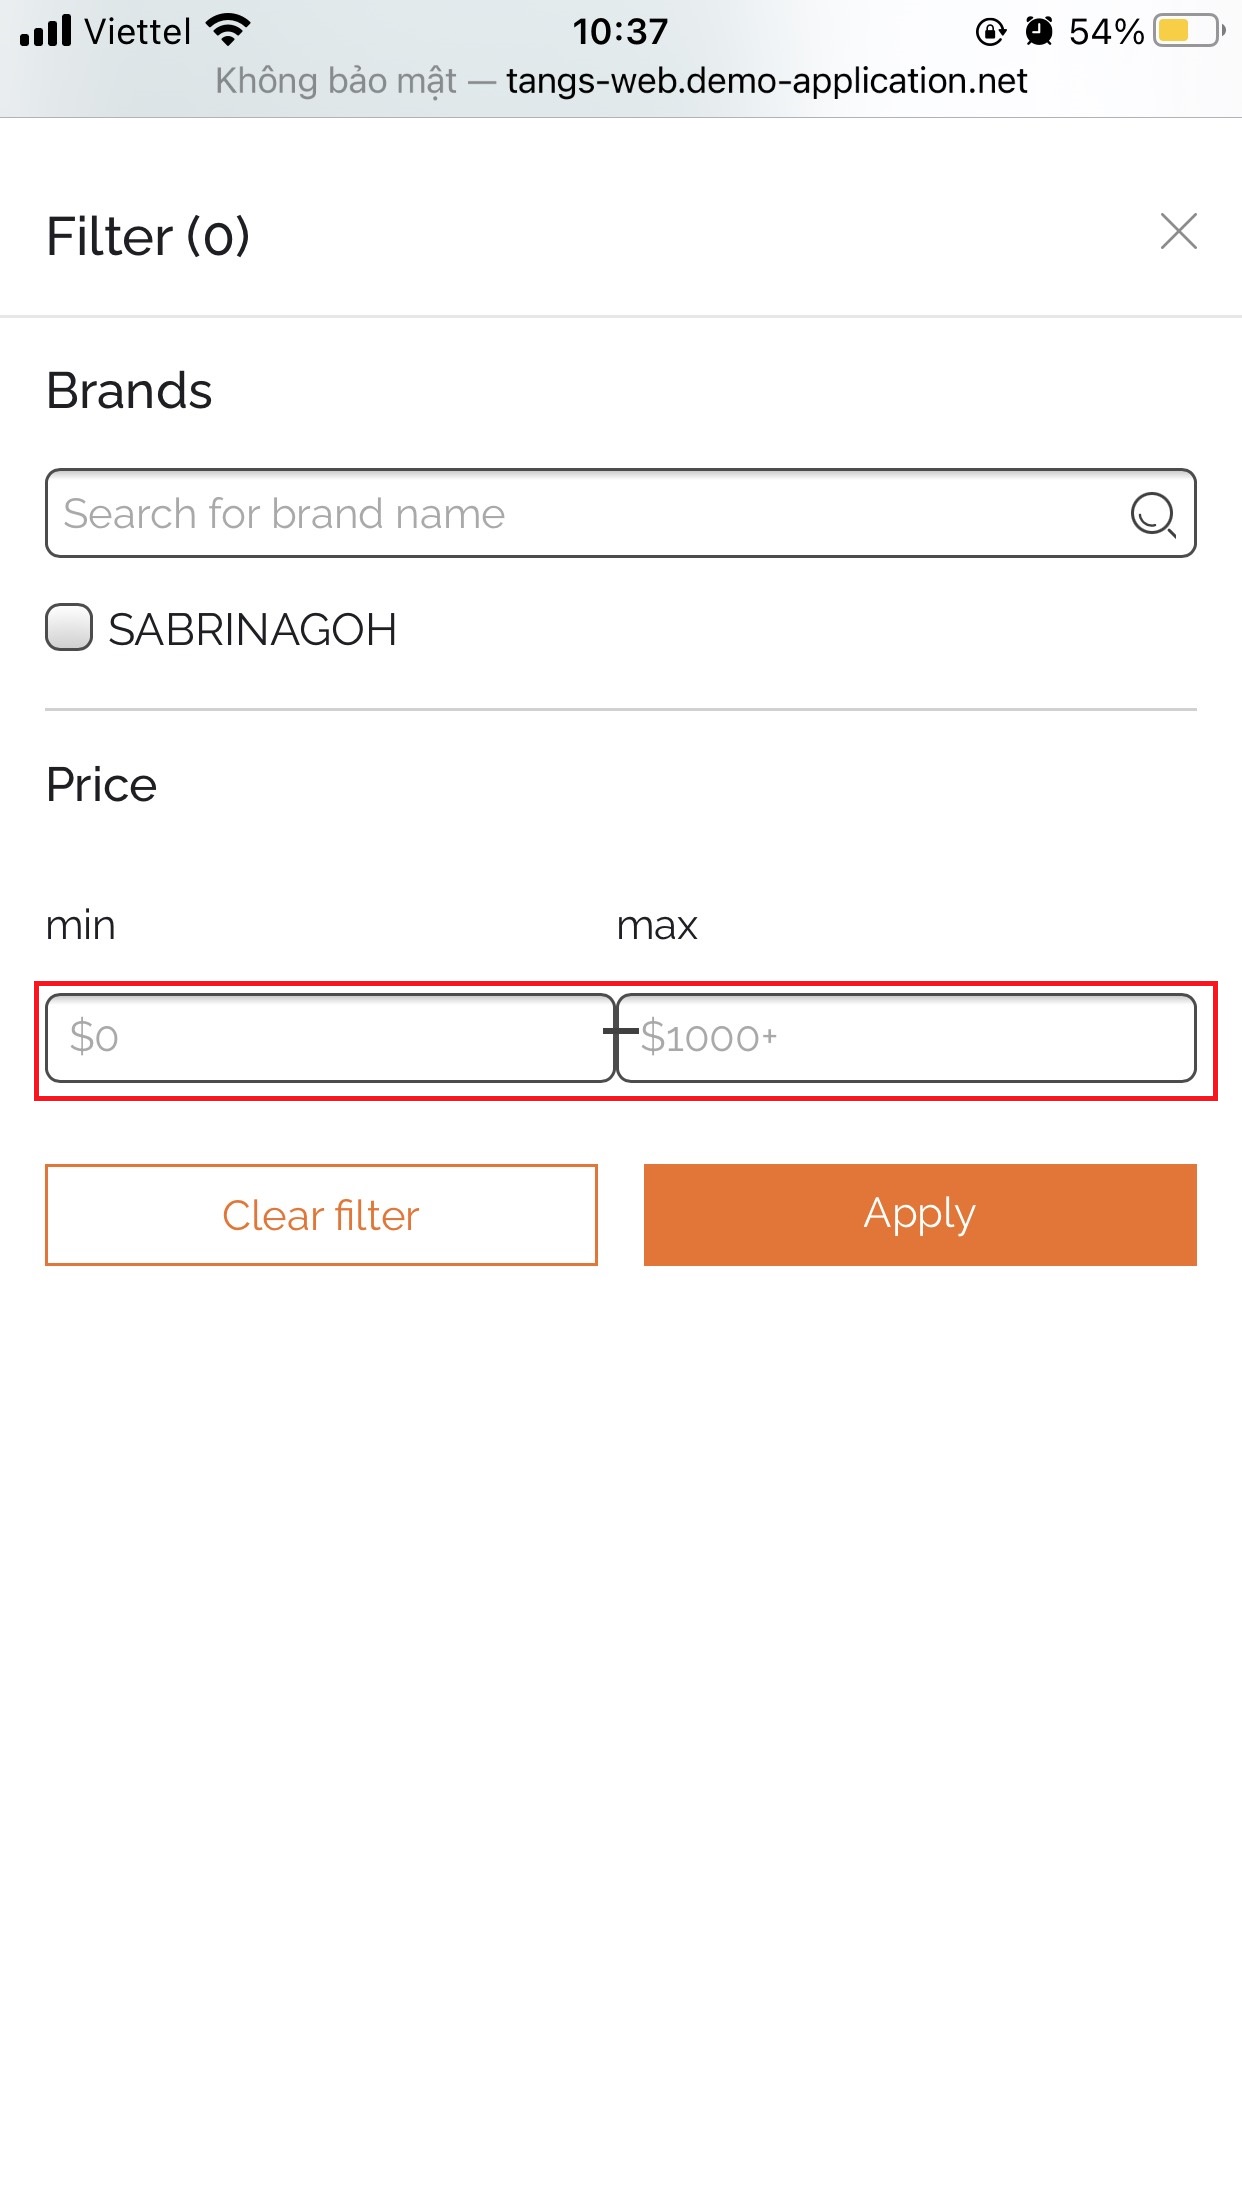 Viettel 10:37 54%
Không bảo mật — tangs-web.demo-application.net
Filter (0)
Brands
Search for brand name
SABRINAGOH
Price
min max
$0 $1000+
Clear filter Apply